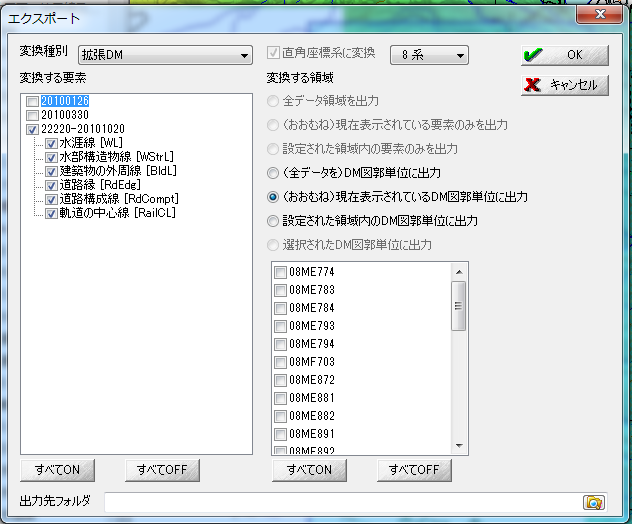 エクスポート
変換種別 拡張DM
直角座標系に変換 8 系
OK
キャンセル
変換する要素
20100126
20100330
22220-20101020
水涯線 [WL]
水部構造物線 [WStrL]
建築物の外周線 [BldL]
道路縁 [RdEdg]
道路構成線 [RdCompt]
軌道の中心線 [RailCL]
すべてON すべてOFF
変換する領域
全データ領域を出力
(おおむね)現在表示されている要素のみを出力
設定された領域内の要素のみを出力
(全データを)DM図郭単位に出力
(おおむね)現在表示されているDM図郭単位に出力
設定された領域内のDM図郭単位に出力
選択されたDM図郭単位に出力
08ME774
08ME783
08ME784
08ME793
08ME794
08MF703
08ME872
08ME881
08ME882
08ME891
08ME892
すべてON すべてOFF
出力先フォルダ